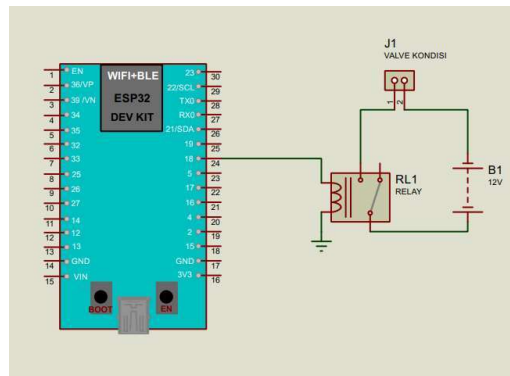 J1
VALVE KONDISI
1
2
WIFI+BLE
ESP32
DEV KIT
1 EN
2 36/VP
3 39 /VN
4 34
5 35
6 32
7 33
8 25
9 26
10 27
11 14
12 12
13 13
14 GND
15 VIN
23 30
22/SCL 29
TX0 28
RX0 27
21/SDA 26
19 25
18 24
5 23
17 22
16 21
4 20
2 19
15 18
GND 17
3V3 16
BOOT
EN
RL1
RELAY
B1
12V